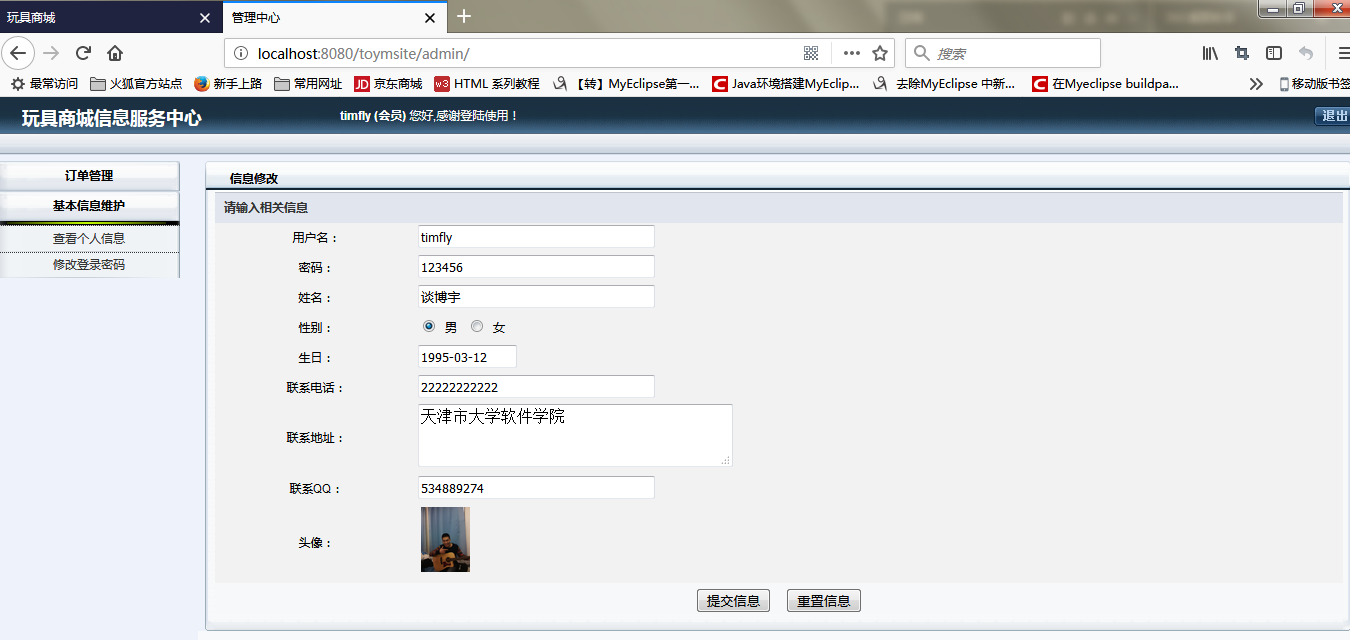 玩具商城 管理中心
localhost:8080/toymsite/admin/ 搜索
最常访问 火狐官方站点 新手上路 常用网址 JD 京东商城 w3 HTML 系列教程 【转】MyEclipse第一... C Java环境搭建MyEclip... 去除MyEclipse 中新... C 在Myeclipse buildpa... 移动版书签
玩具商城信息服务中心 timfly (会员) 您好,感谢登陆使用！ 退出
订单管理
基本信息维护
查看个人信息
修改登录密码
信息修改
请输入相关信息
用户名： timfly
密码： 123456
姓名： 谈博宇
性别： 男 女
生日： 1995-03-12
联系电话： 22222222222
联系地址： 天津市大学软件学院
联系QQ： 534889274
头像：
提交信息 重置信息